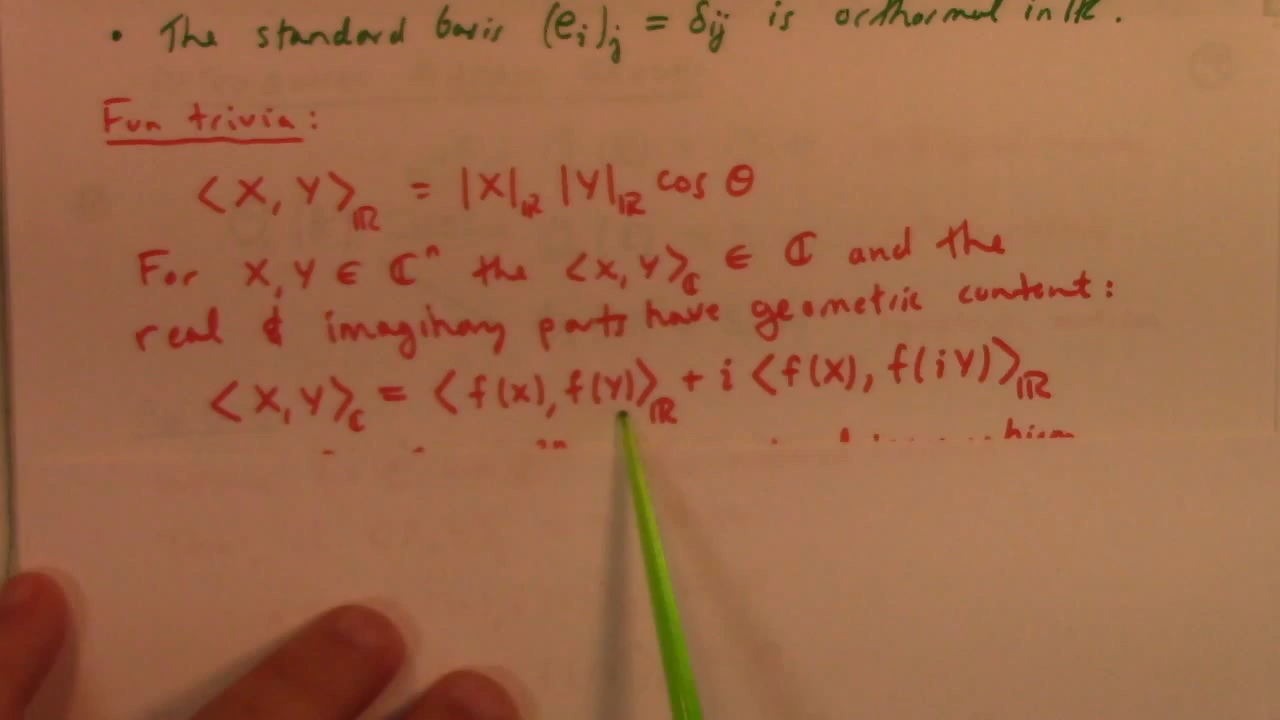 • The standard basis (e_i)_j = δ_ij is orthormal in ℝ.
Fun trivia:
<X, Y>_ℝ = |X|_ℝ |Y|_ℝ cos θ
For X, Y ∈ ℂ^n the <X, Y>_ℂ ∈ ℂ and the
real & imaginary parts have geometric content:
<X, Y>_ℂ = <f(X), f(Y)>_ℝ + i <f(X), f(iY)>_ℝ